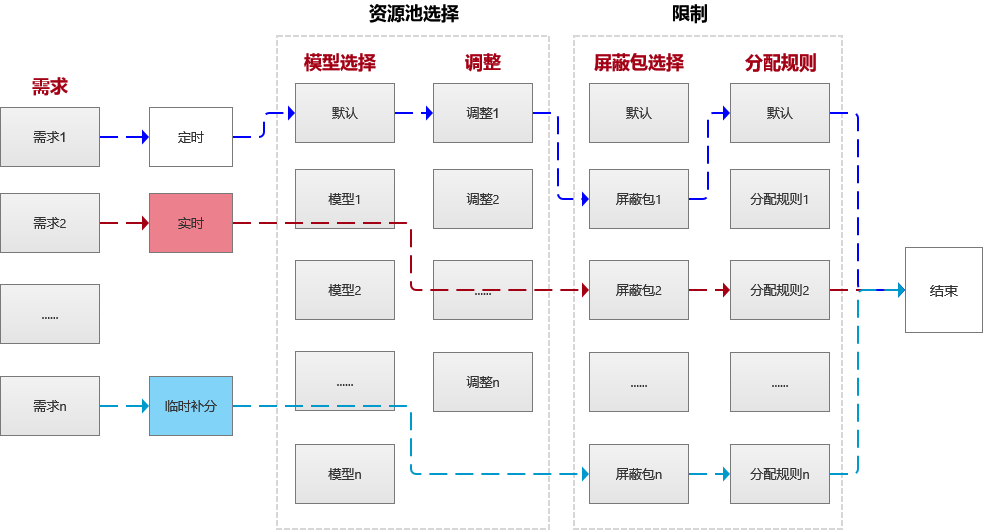 资源池选择
限制
需求
模型选择
调整
屏蔽包选择
分配规则
需求1
定时
默认
调整1
默认
默认
需求2
实时
模型1
调整2
屏蔽包1
分配规则1
......
模型2
......
屏蔽包2
分配规则2
结束
需求n
临时补分
......
调整n
......
......
模型n
屏蔽包n
分配规则n